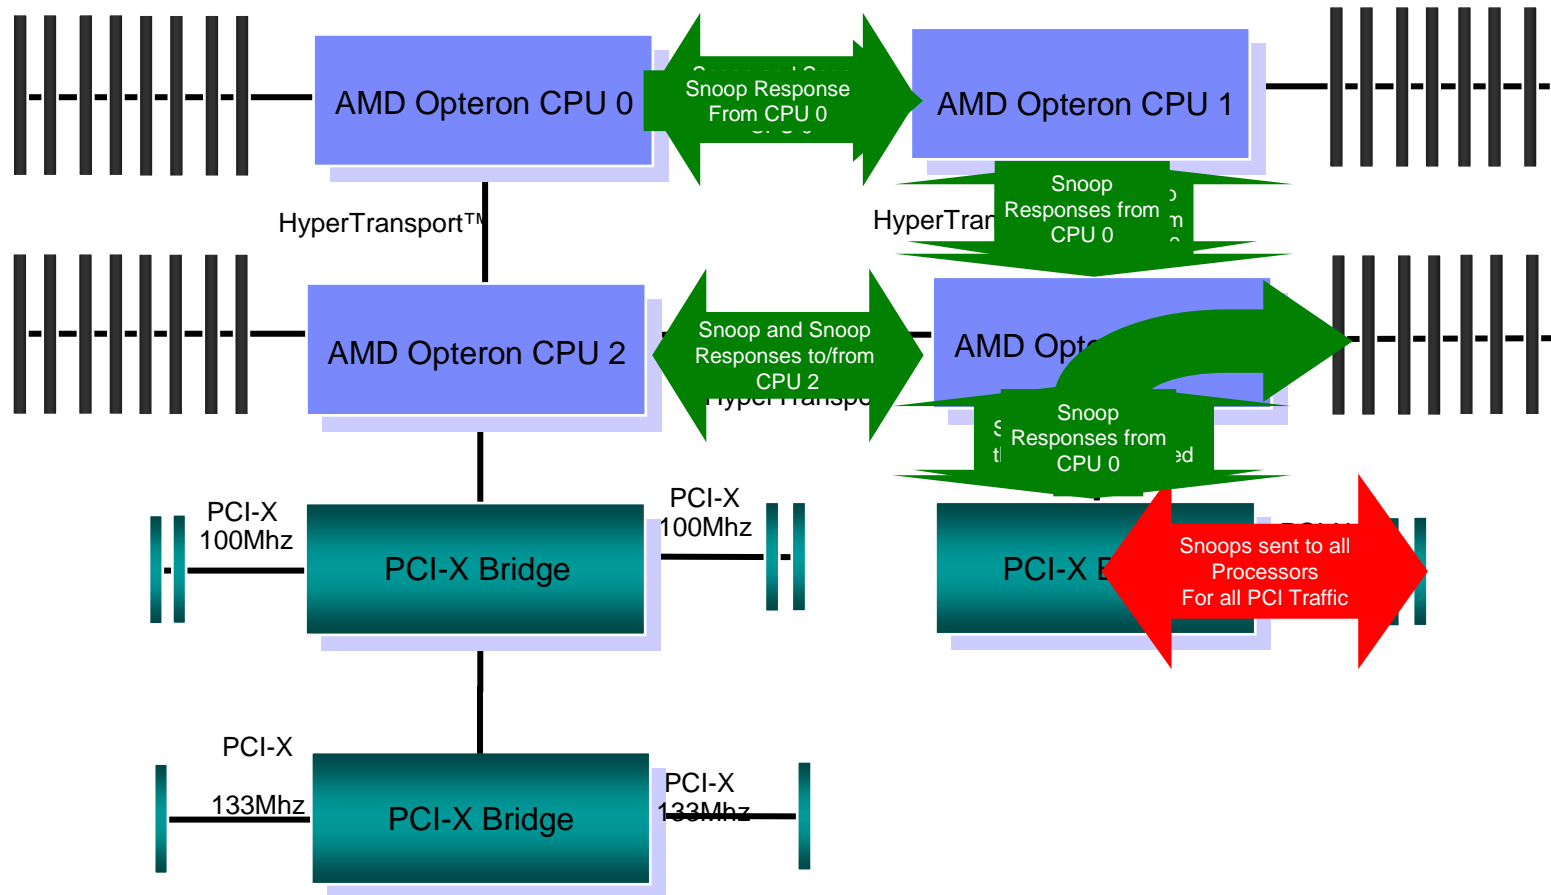 AMD Opteron CPU 0
Snoop Response
From CPU 0
AMD Opteron CPU 1
HyperTransport™
Snoop
Responses from
CPU 0
AMD Opteron CPU 2
Snoop and Snoop
Responses to/from
CPU 2
AMD
Snoop
Responses from
CPU 0
PCI-X
100Mhz
PCI-X Bridge
PCI-X
100Mhz
PCI-X
Snoops sent to all
Processors
For all PCI Traffic
PCI-X
133Mhz
PCI-X Bridge
PCI-X
133Mhz